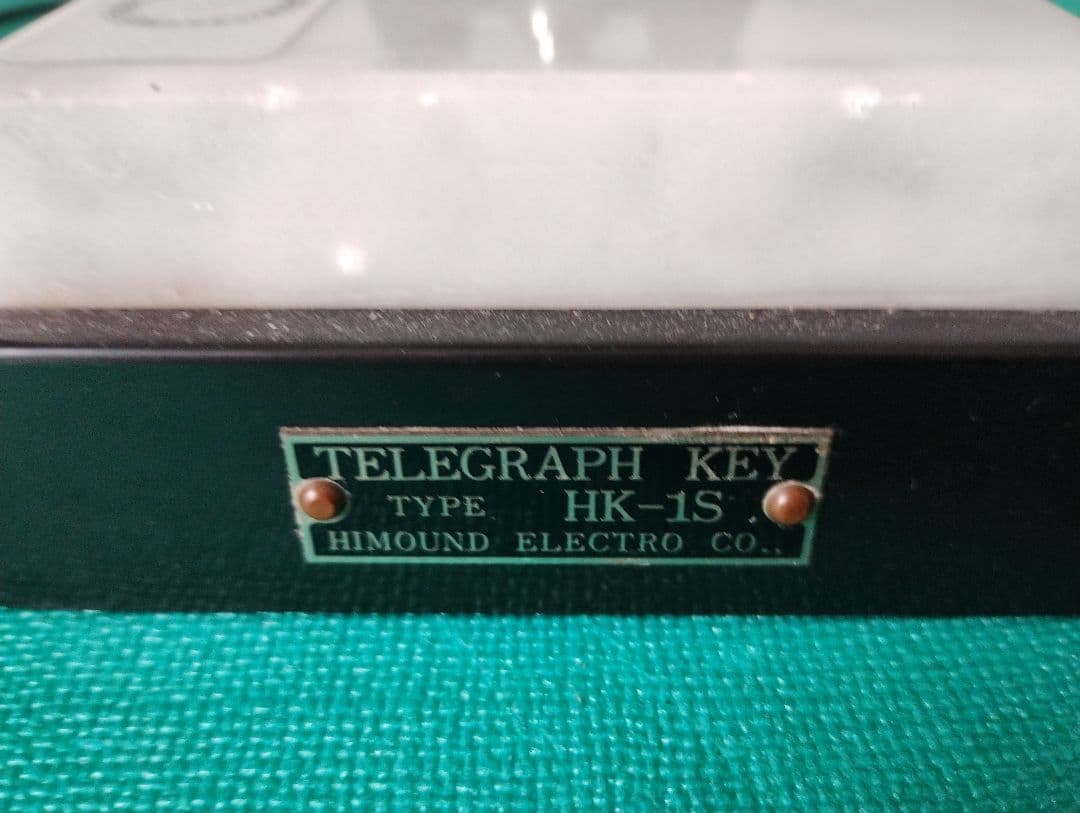 TELEGRAPH KEY
TYPE HK-1S
HIMOUND ELECTRO CO.,